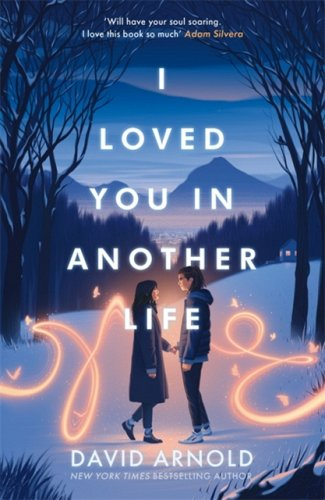 'Will have your soul soaring.
I love this book so much' Adam Silvera
I
LOVED
YOU IN
ANOTHER
LIFE
DAVID ARNOLD
NEW YORK TIMES BESTSELLING AUTHOR